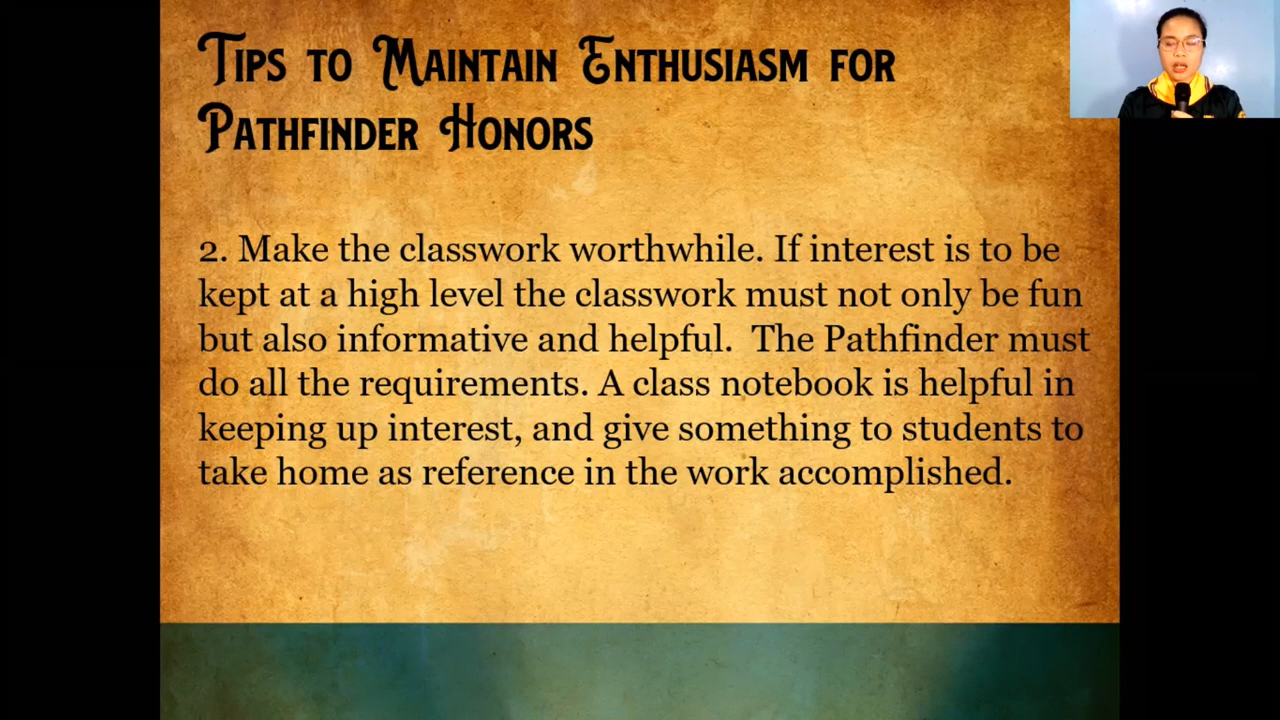 Tips to Maintain Enthusiasm for
Pathfinder Honors
2. Make the classwork worthwhile. If interest is to be
kept at a high level the classwork must not only be fun
but also informative and helpful.  The Pathfinder must
do all the requirements. A class notebook is helpful in
keeping up interest, and give something to students to
take home as reference in the work accomplished.